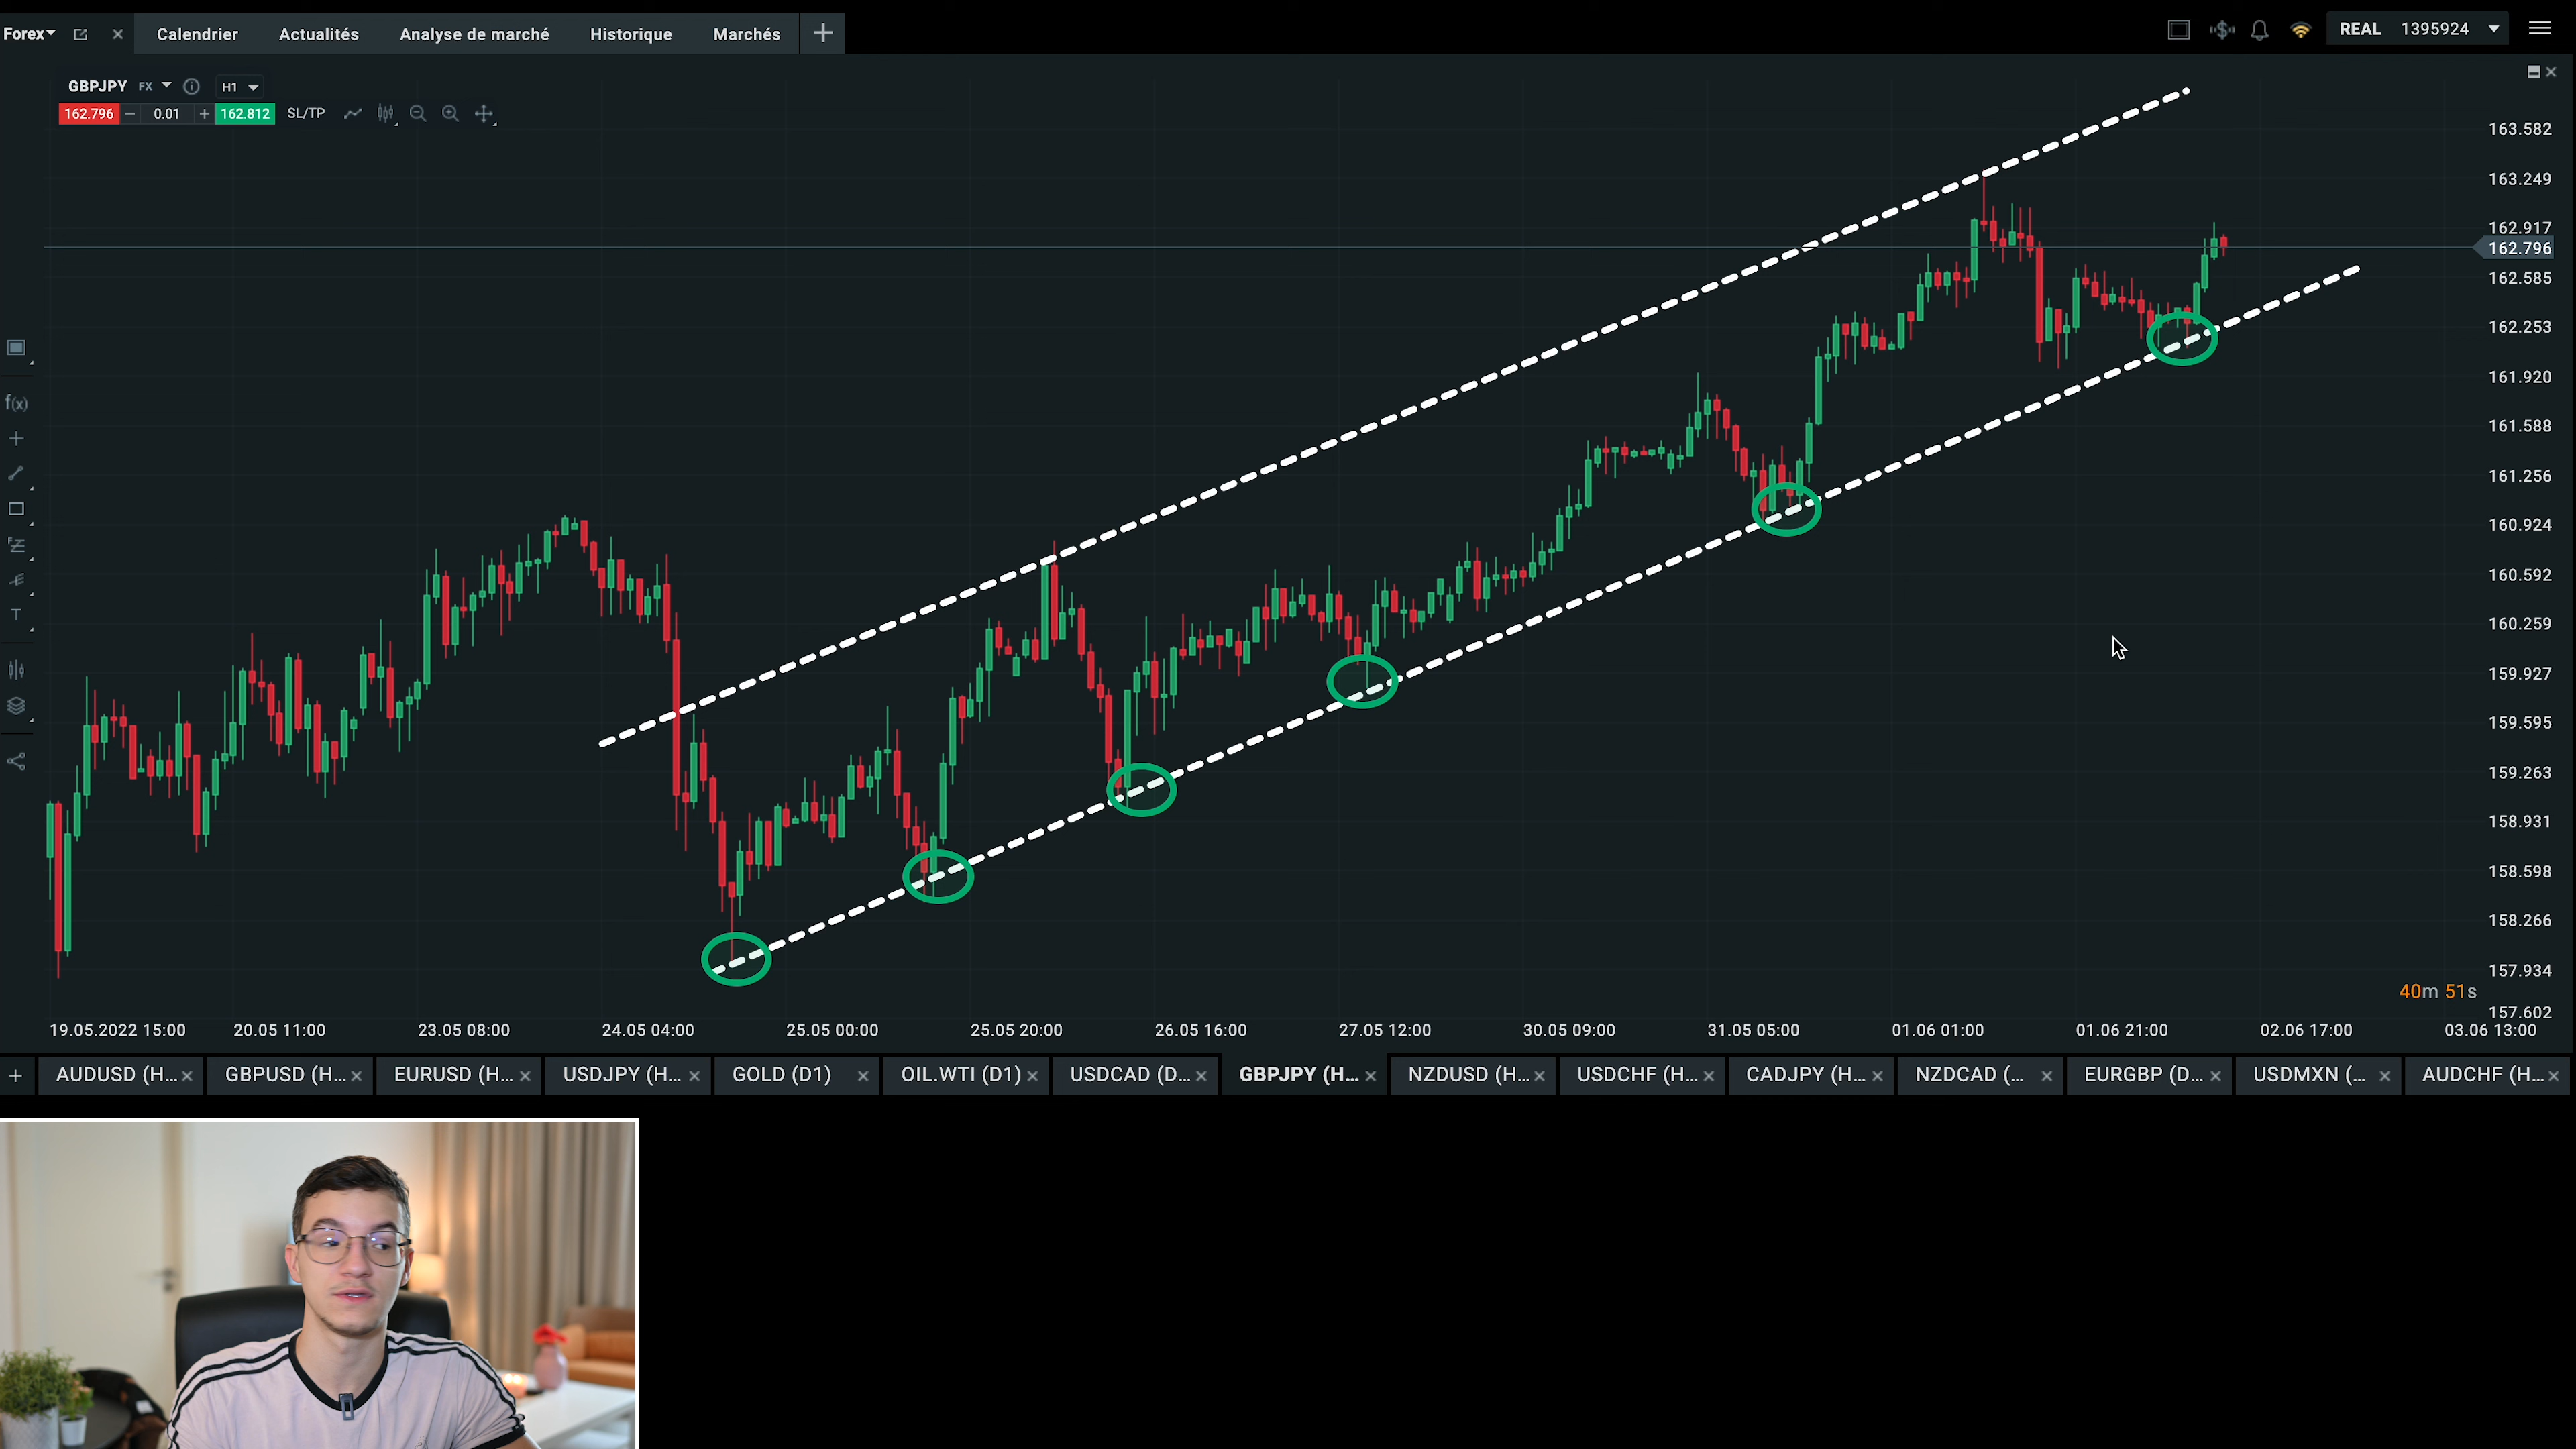 Forex
Calendrier
Actualités
Analyse de marché
Historique
Marchés
REAL 1395924
GBPJPY FX H1
162.796 − 0.01 + 162.812 SL/TP
163.582
163.249
162.917
162.796
162.585
162.253
161.920
161.588
161.256
160.924
160.592
160.259
159.927
159.595
159.263
158.931
158.598
158.266
157.934
157.602
f(x)
T
40m 51s
19.05.2022 15:00 20.05 11:00 23.05 08:00 24.05 04:00 25.05 00:00 25.05 20:00 26.05 16:00 27.05 12:00 30.05 09:00 31.05 05:00 01.06 01:00 01.06 21:00 02.06 17:00 03.06 13:00
AUDUSD (H... GBPUSD (H... EURUSD (H... USDJPY (H... GOLD (D1) OIL.WTI (D1) USDCAD (D... GBPJPY (H... NZDUSD (H... USDCHF (H... CADJPY (H... NZDCAD (... EURGBP (D... USDMXN (... AUDCHF (H...